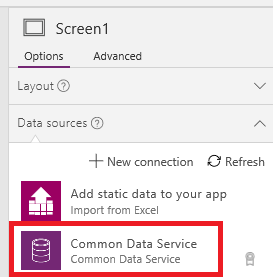 Screen1
Options Advanced
Layout ?
Data sources ?
+ New connection Refresh
Add static data to your app
Import from Excel
Common Data Service
Common Data Service